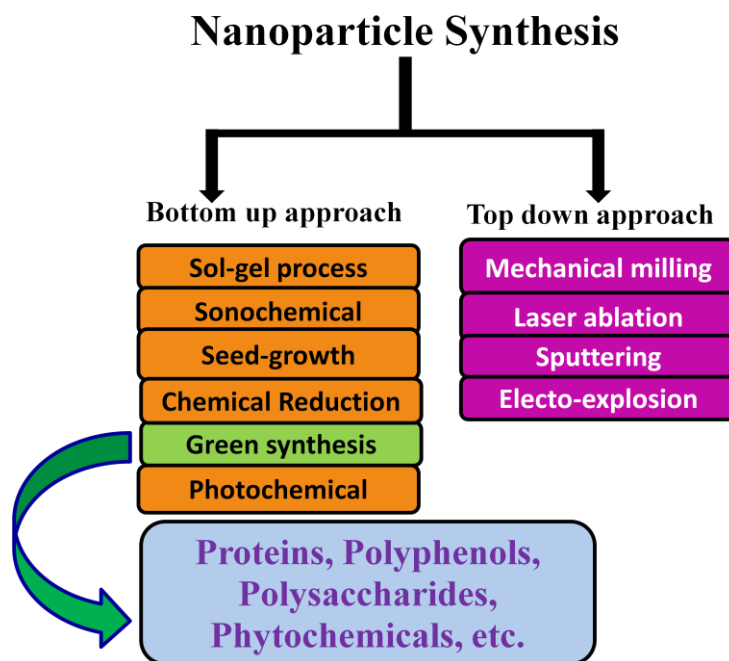 Nanoparticle Synthesis
Bottom up approach
Sol-gel process
Sonochemical
Seed-growth
Chemical Reduction
Green synthesis
Photochemical
Proteins, Polyphenols,
Polysaccharides,
Phytochemicals, etc.
Top down approach
Mechanical milling
Laser ablation
Sputtering
Electo-explosion